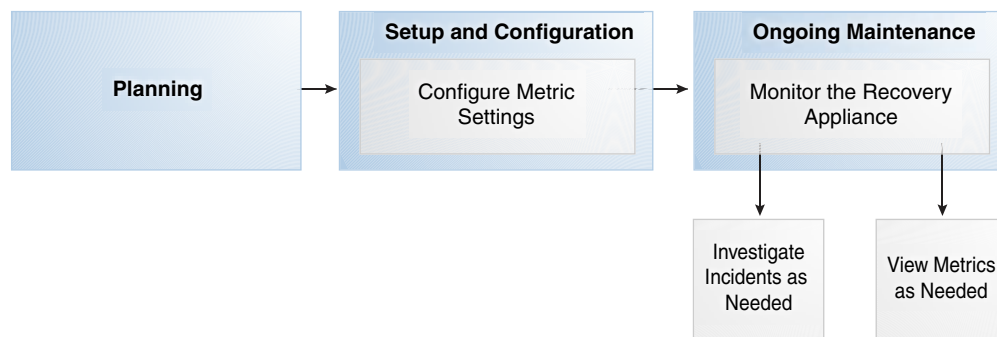 Planning
Setup and Configuration
Configure Metric
Settings
Ongoing Maintenance
Monitor the Recovery
Appliance
Investigate
Incidents as
Needed
View Metrics
as Needed